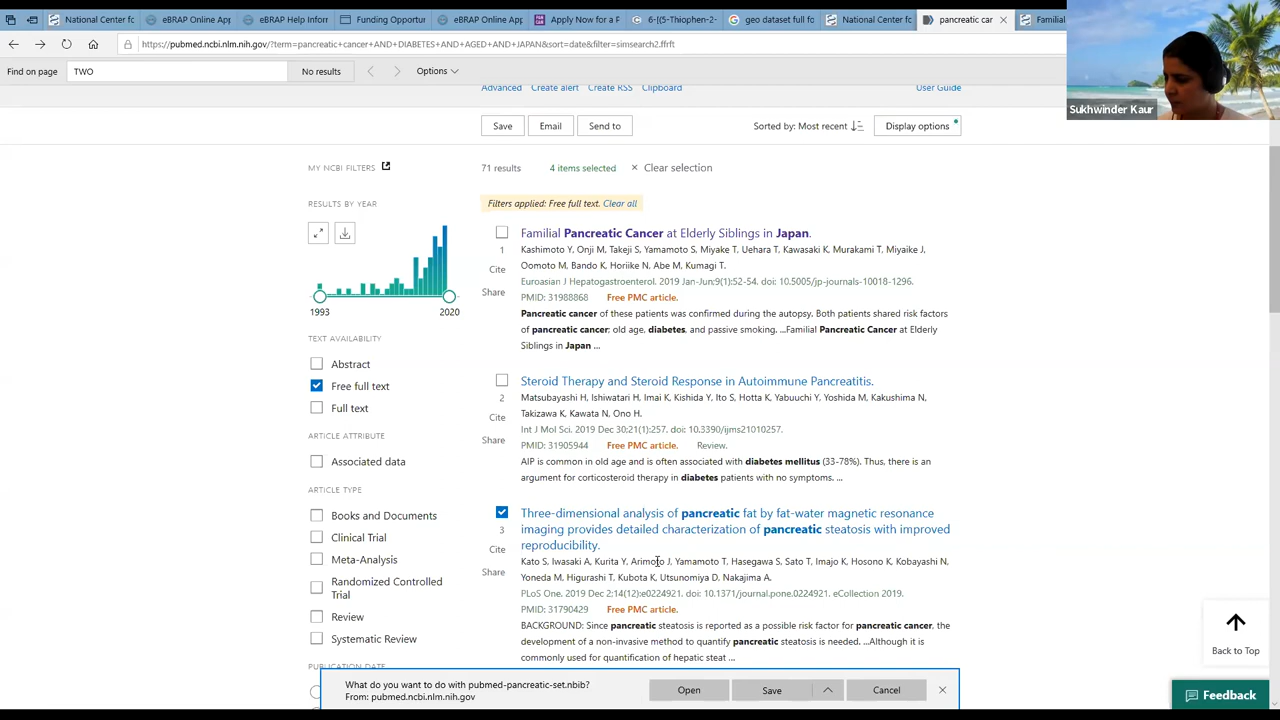 National Center fo
eBRAP Online App
eBRAP Help Inform
Funding Opportun
eBRAP Online App
Apply Now for a P
6-[(5-Thiophen-2-
geo dataset full fo
National Center fo
pancreatic car
Familial
https://pubmed.ncbi.nlm.nih.gov/?term=pancreatic+cancer+AND+DIABETES+AND+AGED+AND+JAPAN&sort=date&filter=simsearch2.ffrft
Find on page
TWO
No results
Options
Sukhwinder Kaur
Advanced
Create alert
Create RSS
Clipboard
User Guide
Save
Email
Send to
Sorted by: Most recent
Display options
MY NCBI FILTERS
71 results
4 items selected
× Clear selection
RESULTS BY YEAR
Filters applied: Free full text. Clear all
1993
2020
TEXT AVAILABILITY
Abstract
Free full text
Full text
ARTICLE ATTRIBUTE
Associated data
ARTICLE TYPE
Books and Documents
Clinical Trial
Meta-Analysis
Randomized Controlled
Trial
Review
Systematic Review
PUBLICATION DATE
Familial Pancreatic Cancer at Elderly Siblings in Japan.
1
Cite
Share
Kashimoto Y, Onji M, Takeji S, Yamamoto S, Miyake T, Uehara T, Kawasaki K, Murakami T, Miyaike J,
Oomoto M, Bando K, Horiike N, Abe M, Kumagi T.
Euroasian J Hepatogastroenterol. 2019 Jan-Jun;9(1):52-54. doi: 10.5005/jp-journals-10018-1296.
PMID: 31988868 Free PMC article.
Pancreatic cancer of these patients was confirmed during the autopsy. Both patients shared risk factors
of pancreatic cancer; old age, diabetes, and passive smoking. ...Familial Pancreatic Cancer at Elderly
Siblings in Japan ...
Steroid Therapy and Steroid Response in Autoimmune Pancreatitis.
2
Cite
Share
Matsubayashi H, Ishiwatari H, Imai K, Kishida Y, Ito S, Hotta K, Yabuuchi Y, Yoshida M, Kakushima N,
Takizawa K, Kawata N, Ono H.
Int J Mol Sci. 2019 Dec 30;21(1):257. doi: 10.3390/ijms21010257.
PMID: 31905944 Free PMC article. Review.
AIP is common in old age and is often associated with diabetes mellitus (33-78%). Thus, there is an
argument for corticosteroid therapy in diabetes patients with no symptoms. ...
Three-dimensional analysis of pancreatic fat by fat-water magnetic resonance
imaging provides detailed characterization of pancreatic steatosis with improved
reproducibility.
3
Cite
Share
Kato S, Iwasaki A, Kurita Y, Arimoto J, Yamamoto T, Hasegawa S, Sato T, Imajo K, Hosono K, Kobayashi N,
Yoneda M, Higurashi T, Kubota K, Utsunomiya D, Nakajima A.
PLoS One. 2019 Dec 2;14(12):e0224921. doi: 10.1371/journal.pone.0224921. eCollection 2019.
PMID: 31790429 Free PMC article.
BACKGROUND: Since pancreatic steatosis is reported as a possible risk factor for pancreatic cancer, the
development of a non-invasive method to quantify pancreatic steatosis is needed. ...Although it is
commonly used for quantification of hepatic steat ...
Back to Top
What do you want to do with pubmed-pancreatic-set.nbib?
From: pubmed.ncbi.nlm.nih.gov
Open
Save
Cancel
Feedback